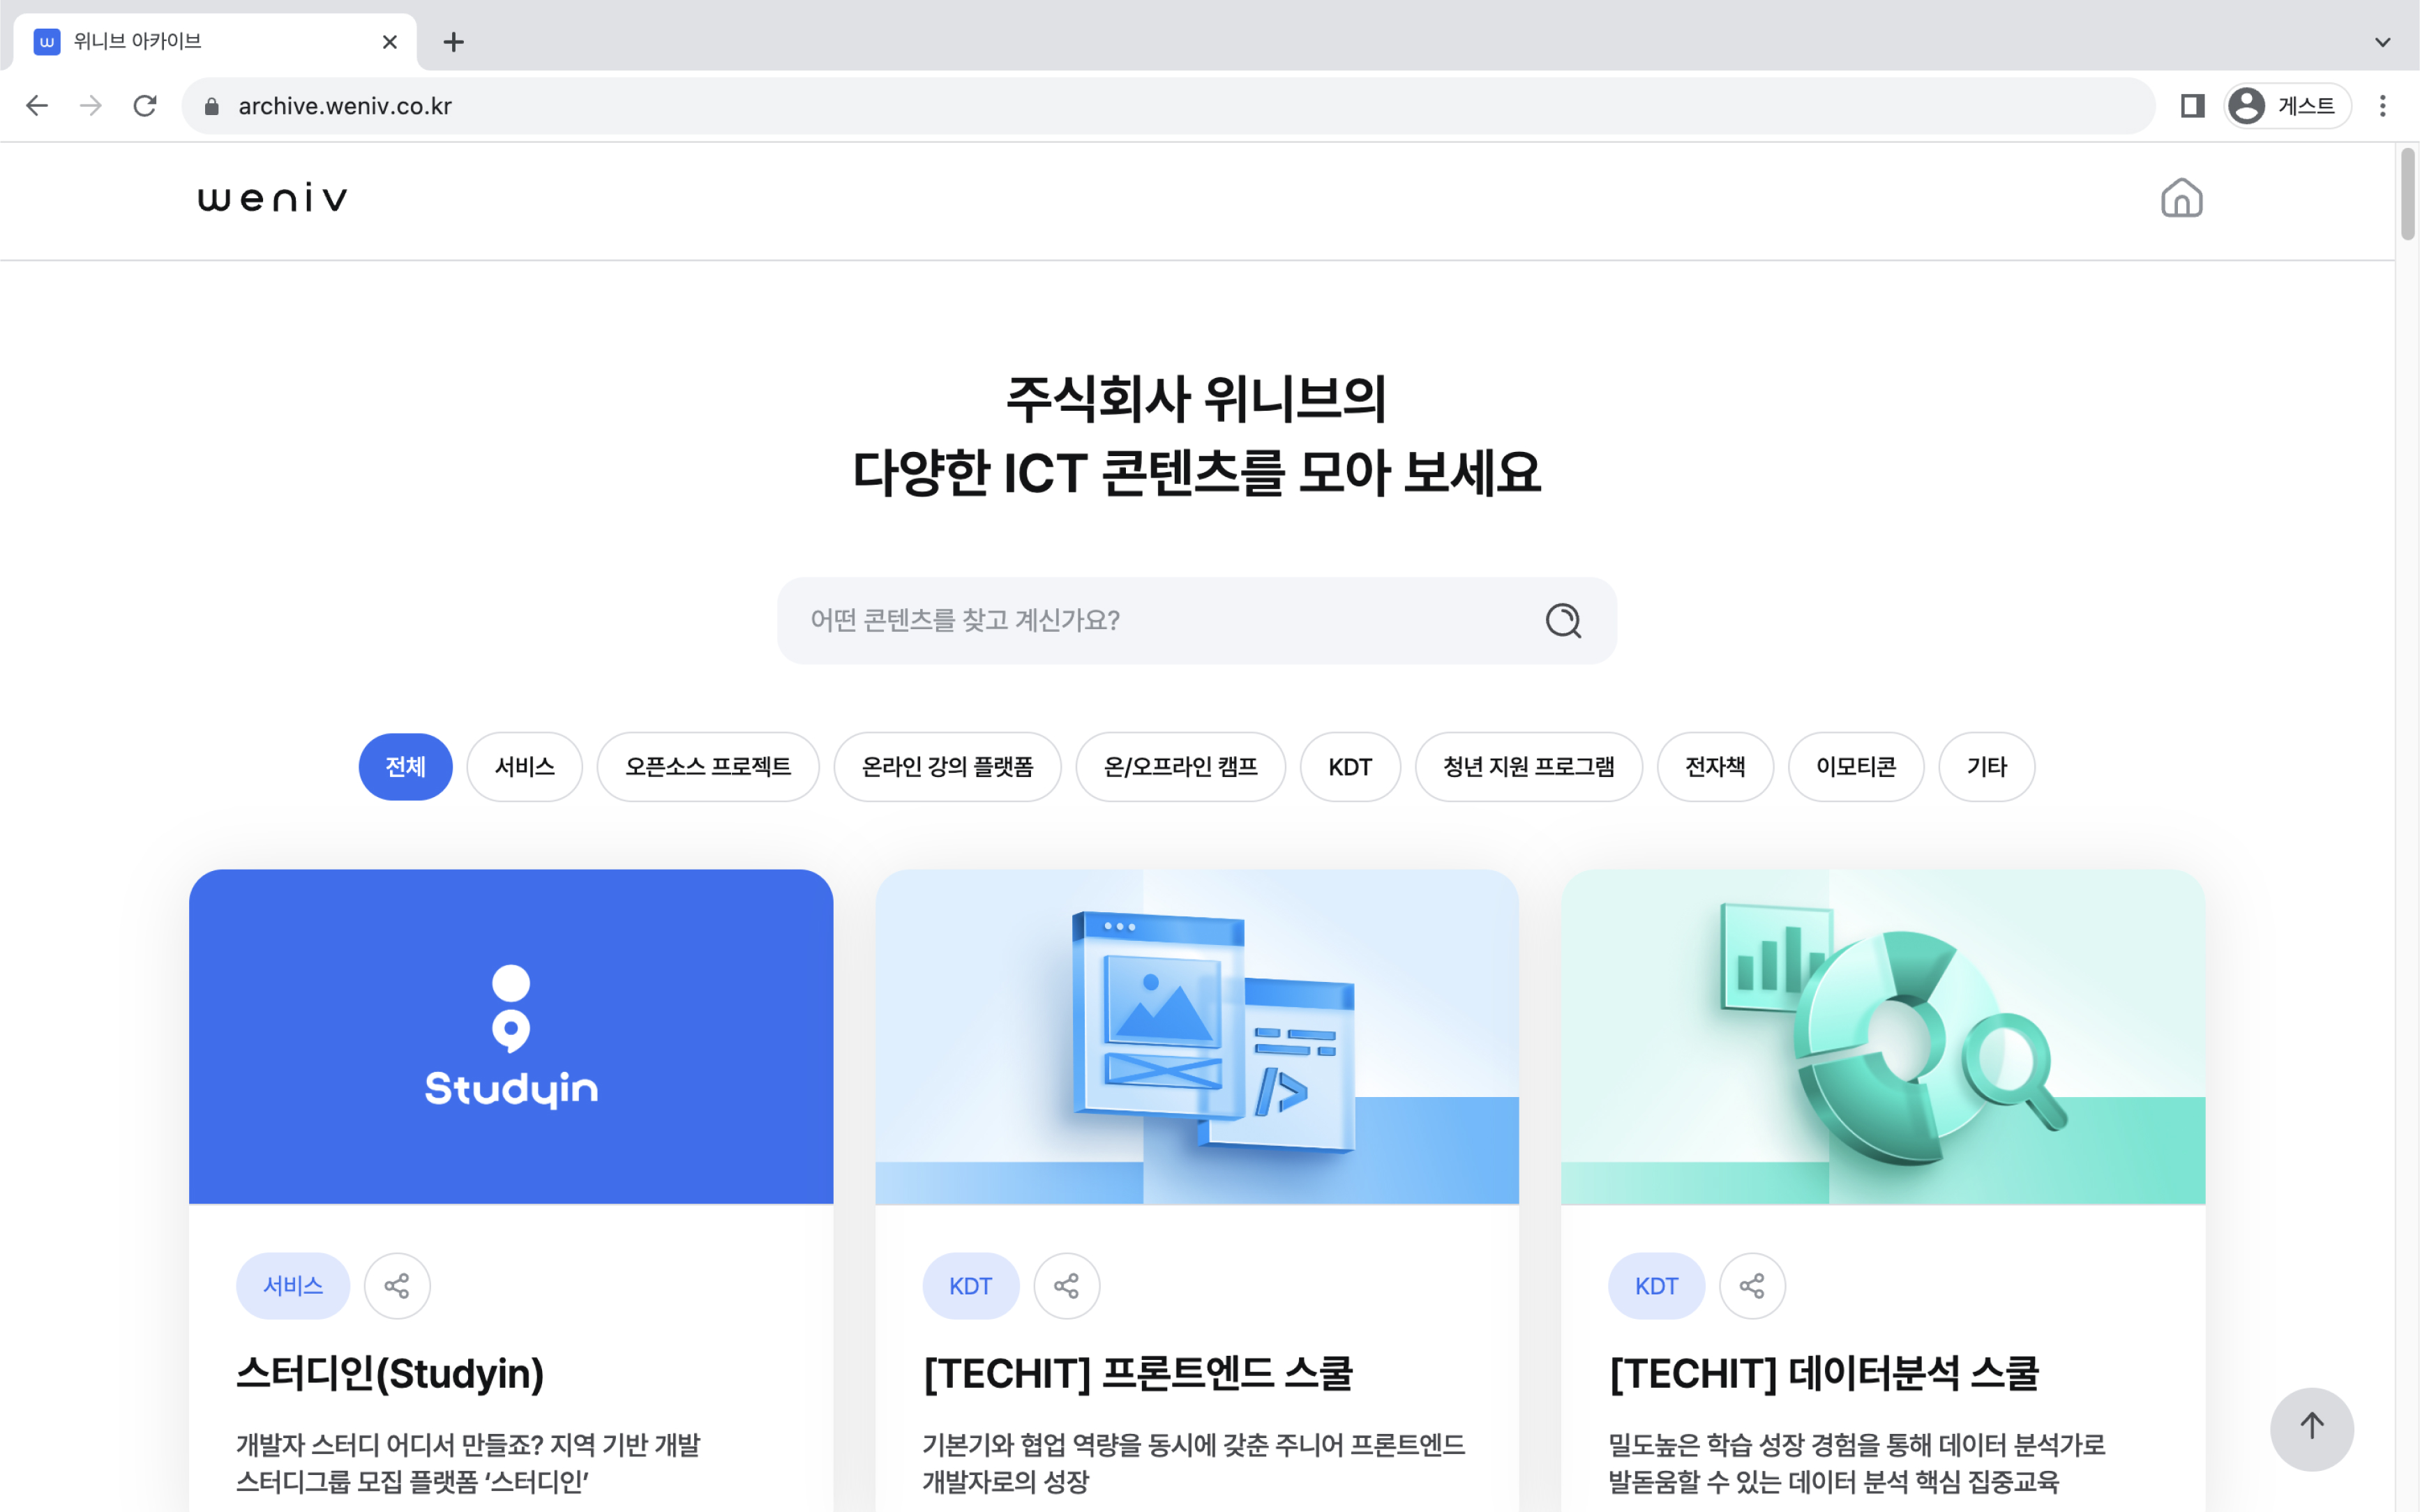 위니브 아카이브
archive.weniv.co.kr
게스트
weniv
주식회사 위니브의
다양한 ICT 콘텐츠를 모아 보세요
어떤 콘텐츠를 찾고 계신가요?
전체 서비스 오픈소스 프로젝트 온라인 강의 플랫폼 온/오프라인 캠프 KDT 청년 지원 프로그램 전자책 이모티콘 기타
Studyin
서비스
스터디인(Studyin)
개발자 스터디 어디서 만들죠? 지역 기반 개발
스터디그룹 모집 플랫폼 ‘스터디인’
KDT
[TECHIT] 프론트엔드 스쿨
기본기와 협업 역량을 동시에 갖춘 주니어 프론트엔드
개발자로의 성장
KDT
[TECHIT] 데이터분석 스쿨
밀도높은 학습 성장 경험을 통해 데이터 분석가로
발돋움할 수 있는 데이터 분석 핵심 집중교육